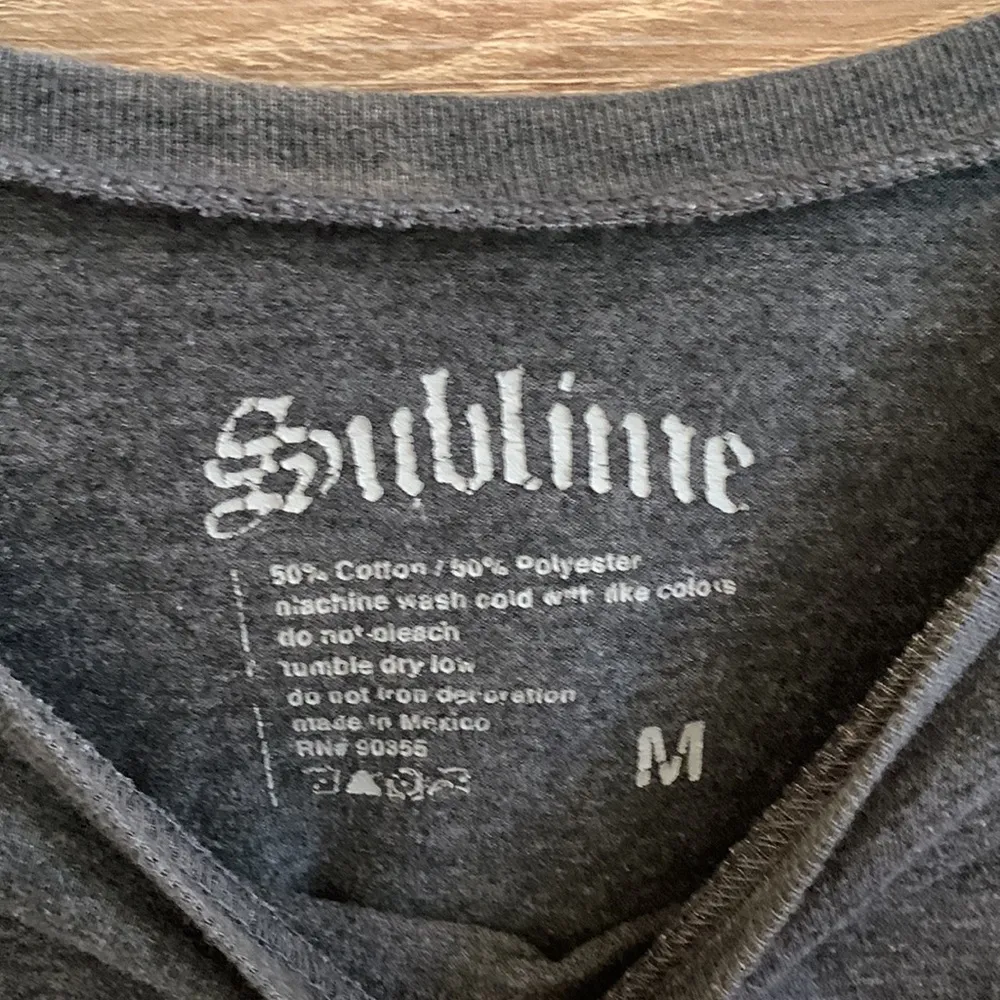 Sublime
50% Cotton / 50% Polyester
machine wash cold with like colors
do not bleach
tumble dry low
do not iron decoration
made in Mexico
RN# 90355
M